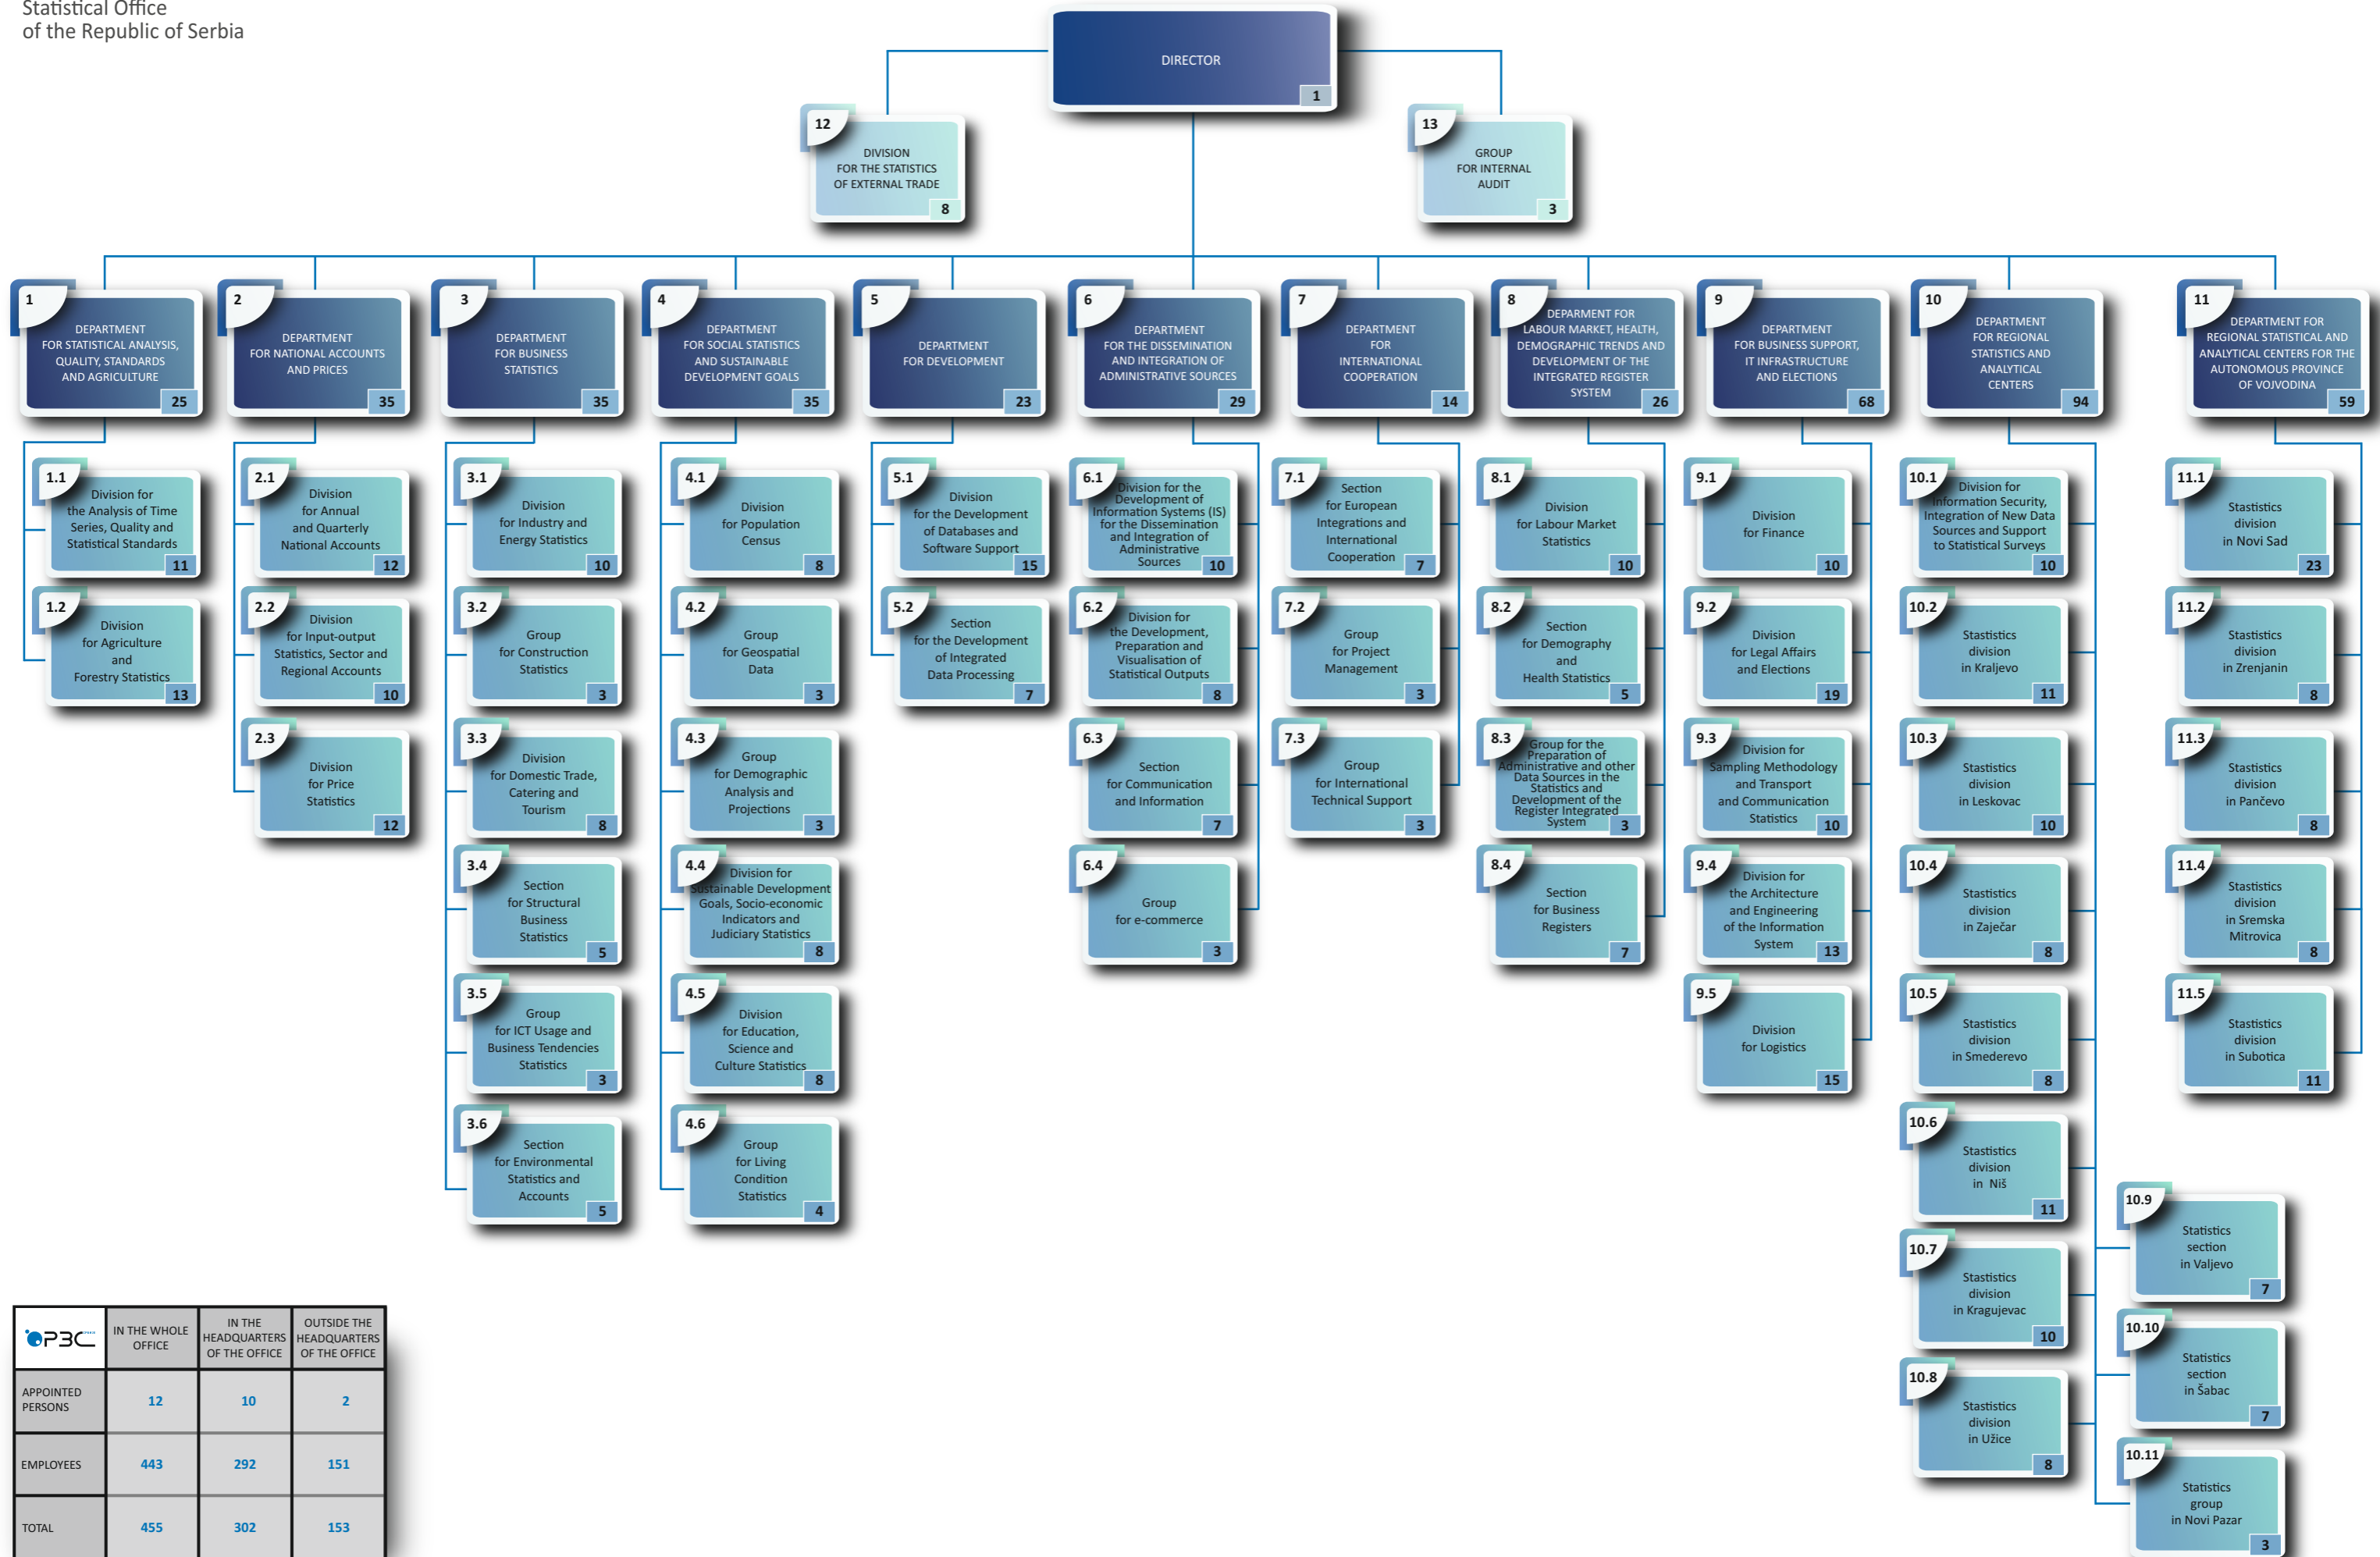 Statistical Office
of the Republic of Serbia
DIRECTOR
1
12
DIVISION
FOR THE STATISTICS
OF EXTERNAL TRADE
8
13
GROUP
FOR INTERNAL
AUDIT
3
1
DEPARTMENT
FOR STATISTICAL ANALYSIS,
QUALITY, STANDARDS
AND AGRICULTURE
25
2
DEPARTMENT
FOR NATIONAL ACCOUNTS
AND PRICES
35
3
DEPARTMENT
FOR BUSINESS
STATISTICS
35
4
DEPARTMENT
FOR SOCIAL STATISTICS
AND SUSTAINABLE
DEVELOPMENT GOALS
35
5
DEPARTMENT
FOR DEVELOPMENT
23
6
DEPARTMENT
FOR THE DISSEMINATION
AND INTEGRATION OF
ADMINISTRATIVE SOURCES
29
7
DEPARTMENT
FOR
INTERNATIONAL
COOPERATION
14
8
DEPARMENT FOR
LABOUR MARKET, HEALTH,
DEMOGRAPHIC TRENDS AND
DEVELOPMENT OF THE
INTEGRATED REGISTER
SYSTEM
26
9
DEPARTMENT
FOR BUSINESS SUPPORT,
IT INFRASTRUCTURE
AND ELECTIONS
68
10
DEPARTMENT
FOR REGIONAL
STATISTICS AND
ANALYTICAL
CENTERS
94
11
DEPARTMENT FOR
REGIONAL STATISTICAL AND
ANALYTICAL CENTERS FOR THE
AUTONOMOUS PROVINCE
OF VOJVODINA
59
1.1
Division for
the Analysis of Time
Series, Quality and
Statistical Standards
11
1.2
Division
for Agriculture
and
Forestry Statistics
13
2.1
Division
for Annual
and Quarterly
National Accounts
12
2.2
Division
for Input-output
Statistics, Sector and
Regional Accounts
10
2.3
Division
for Price
Statistics
12
3.1
Division
for Industry and
Energy Statistics
10
3.2
Group
for Construction
Statistics
3
3.3
Division
for Domestic Trade,
Catering and
Tourism
8
3.4
Section
for Structural
Business
Statistics
5
3.5
Group
for ICT Usage and
Business Tendencies
Statistics
3
3.6
Section
for Environmental
Statistics and
Accounts
5
4.1
Division
for Population
Census
8
4.2
Group
for Geospatial
Data
3
4.3
Group
for Demographic
Analysis and
Projections
3
4.4
Division for
Sustainable Development
Goals, Socio-economic
Indicators and
Judiciary Statistics
8
4.5
Division
for Education,
Science and
Culture Statistics
8
4.6
Group
for Living
Condition
Statistics
4
5.1
Division
for the Development
of Databases and
Software Support
15
5.2
Section
for the Development
of Integrated
Data Processing
7
6.1
Division for the
Development of
Information Systems (IS)
for the Dissemination
and Integration of
Administrative
Sources
10
6.2
Division for
the Development,
Preparation and
Visualisation of
Statistical Outputs
8
6.3
Section
for Communication
and Information
7
6.4
Group
for e-commerce
3
7.1
Section
for European
Integrations and
International
Cooperation
7
7.2
Group
for Project
Management
3
7.3
Group
for International
Technical Support
3
8.1
Division
for Labour Market
Statistics
10
8.2
Section
for Demography
and
Health Statistics
5
8.3
Group for the
Preparation of
Administrative and other
Data Sources in the
Statistics and
Development of the
Register Integrated
System
3
8.4
Section
for Business
Registers
7
9.1
Division
for Finance
10
9.2
Division
for Legal Affairs
and Elections
19
9.3
Division for
Sampling Methodology
and Transport
and Communication
Statistics
10
9.4
Division for
the Architecture
and Engineering
of the Information
System
13
9.5
Division
for Logistics
15
10.1
Division for
Information Security,
Integration of New Data
Sources and Support
to Statistical Surveys
10
10.2
Stastistics
division
in Kraljevo
11
10.3
Stastistics
division
in Leskovac
10
10.4
Stastistics
division
in Zaječar
8
10.5
Stastistics
division
in Smederevo
8
10.6
Stastistics
division
in Niš
11
10.7
Stastistics
division
in Kragujevac
10
10.8
Stastistics
division
in Užice
8
10.9
Statistics
section
in Valjevo
7
10.10
Statistics
section
in Šabac
7
10.11
Statistics
group
in Novi Pazar
3
11.1
Stastistics
division
in Novi Sad
23
11.2
Stastistics
division
in Zrenjanin
8
11.3
Stastistics
division
in Pančevo
8
11.4
Stastistics
division
in Sremska
Mitrovica
8
11.5
Stastistics
division
in Subotica
11
РЗС
IN THE WHOLE
OFFICE
IN THE
HEADQUARTERS
OF THE OFFICE
OUTSIDE THE
HEADQUARTERS
OF THE OFFICE
APPOINTED
PERSONS
12
10
2
EMPLOYEES
443
292
151
TOTAL
455
302
153